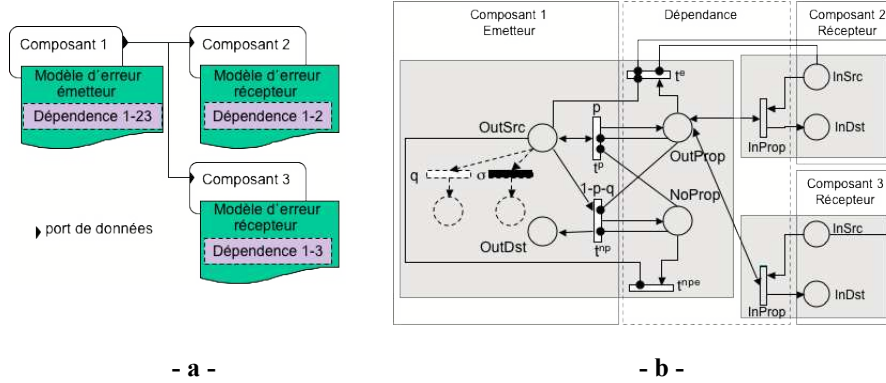 Composant 1
Composant 2
Modèle d'erreur
émetteur
Dépendence 1-23
Modèle d'erreur
récepteur
Dépendence 1-2
Composant 3
Modèle d'erreur
récepteur
Dépendence 1-3
port de données
- a -
Composant 1
Emetteur
Dépendance
Composant 2
Récepteur
te
InSrc
p
OutSrc
InDst
OutProp
InProp
tp
q
σ
1-p-q
NoProp
Composant 3
Récepteur
OutDst
tnp
InSrc
tnpe
InDst
InProp
- b -